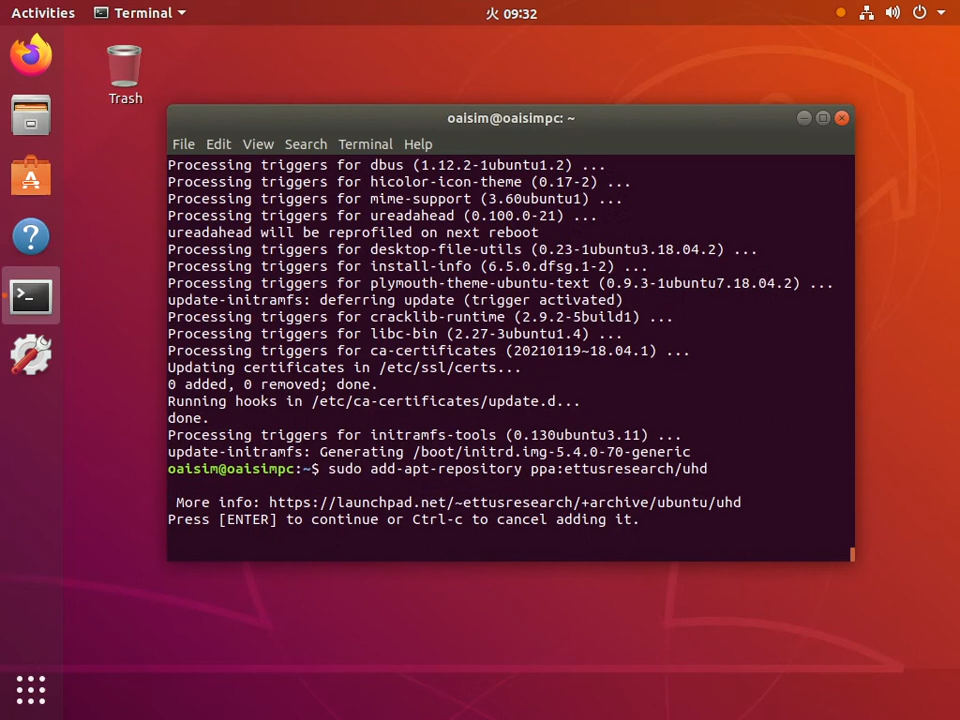 Activities Terminal 火 09:32
Trash
oaisim@oaisimpc: ~
File Edit View Search Terminal Help
Processing triggers for dbus (1.12.2-1ubuntu1.2) ...
Processing triggers for hicolor-icon-theme (0.17-2) ...
Processing triggers for mime-support (3.60ubuntu1) ...
Processing triggers for ureadahead (0.100.0-21) ...
ureadahead will be reprofiled on next reboot
Processing triggers for desktop-file-utils (0.23-1ubuntu3.18.04.2) ...
Processing triggers for install-info (6.5.0.dfsg.1-2) ...
Processing triggers for plymouth-theme-ubuntu-text (0.9.3-1ubuntu7.18.04.2) ...
update-initramfs: deferring update (trigger activated)
Processing triggers for cracklib-runtime (2.9.2-5build1) ...
Processing triggers for libc-bin (2.27-3ubuntu1.4) ...
Processing triggers for ca-certificates (20210119~18.04.1) ...
Updating certificates in /etc/ssl/certs...
0 added, 0 removed; done.
Running hooks in /etc/ca-certificates/update.d...
done.
Processing triggers for initramfs-tools (0.130ubuntu3.11) ...
update-initramfs: Generating /boot/initrd.img-5.4.0-70-generic
oaisim@oaisimpc:~$ sudo add-apt-repository ppa:ettusresearch/uhd
More info: https://launchpad.net/~ettusresearch/+archive/ubuntu/uhd
Press [ENTER] to continue or Ctrl-c to cancel adding it.